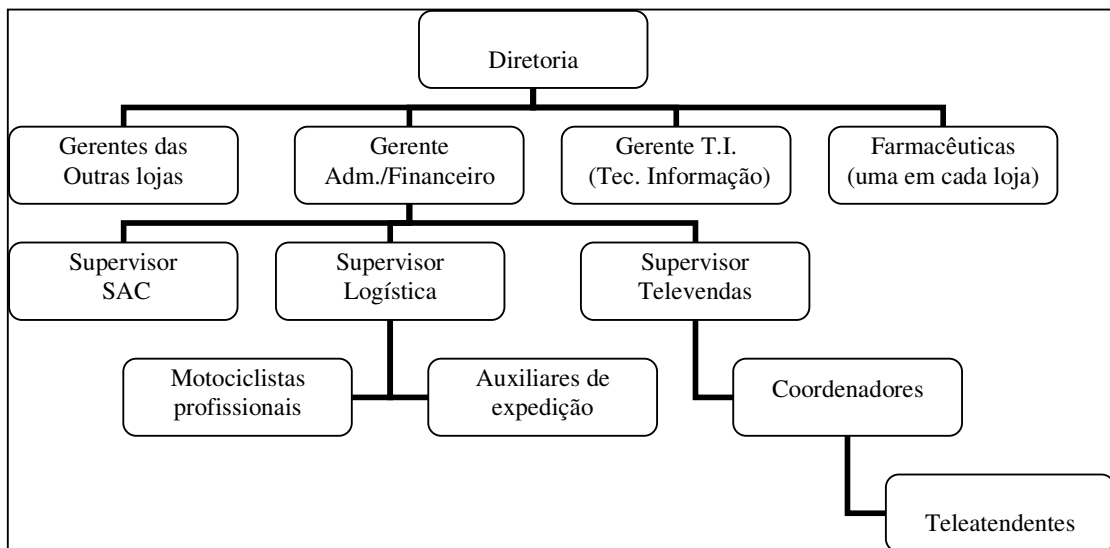 Diretoria
Gerentes das
Outras lojas
Gerente
Adm./Financeiro
Gerente T.I.
(Tec. Informação)
Farmacêuticas
(uma em cada loja)
Supervisor
SAC
Supervisor
Logística
Supervisor
Televendas
Motociclistas
profissionais
Auxiliares de
expedição
Coordenadores
Teleatendentes